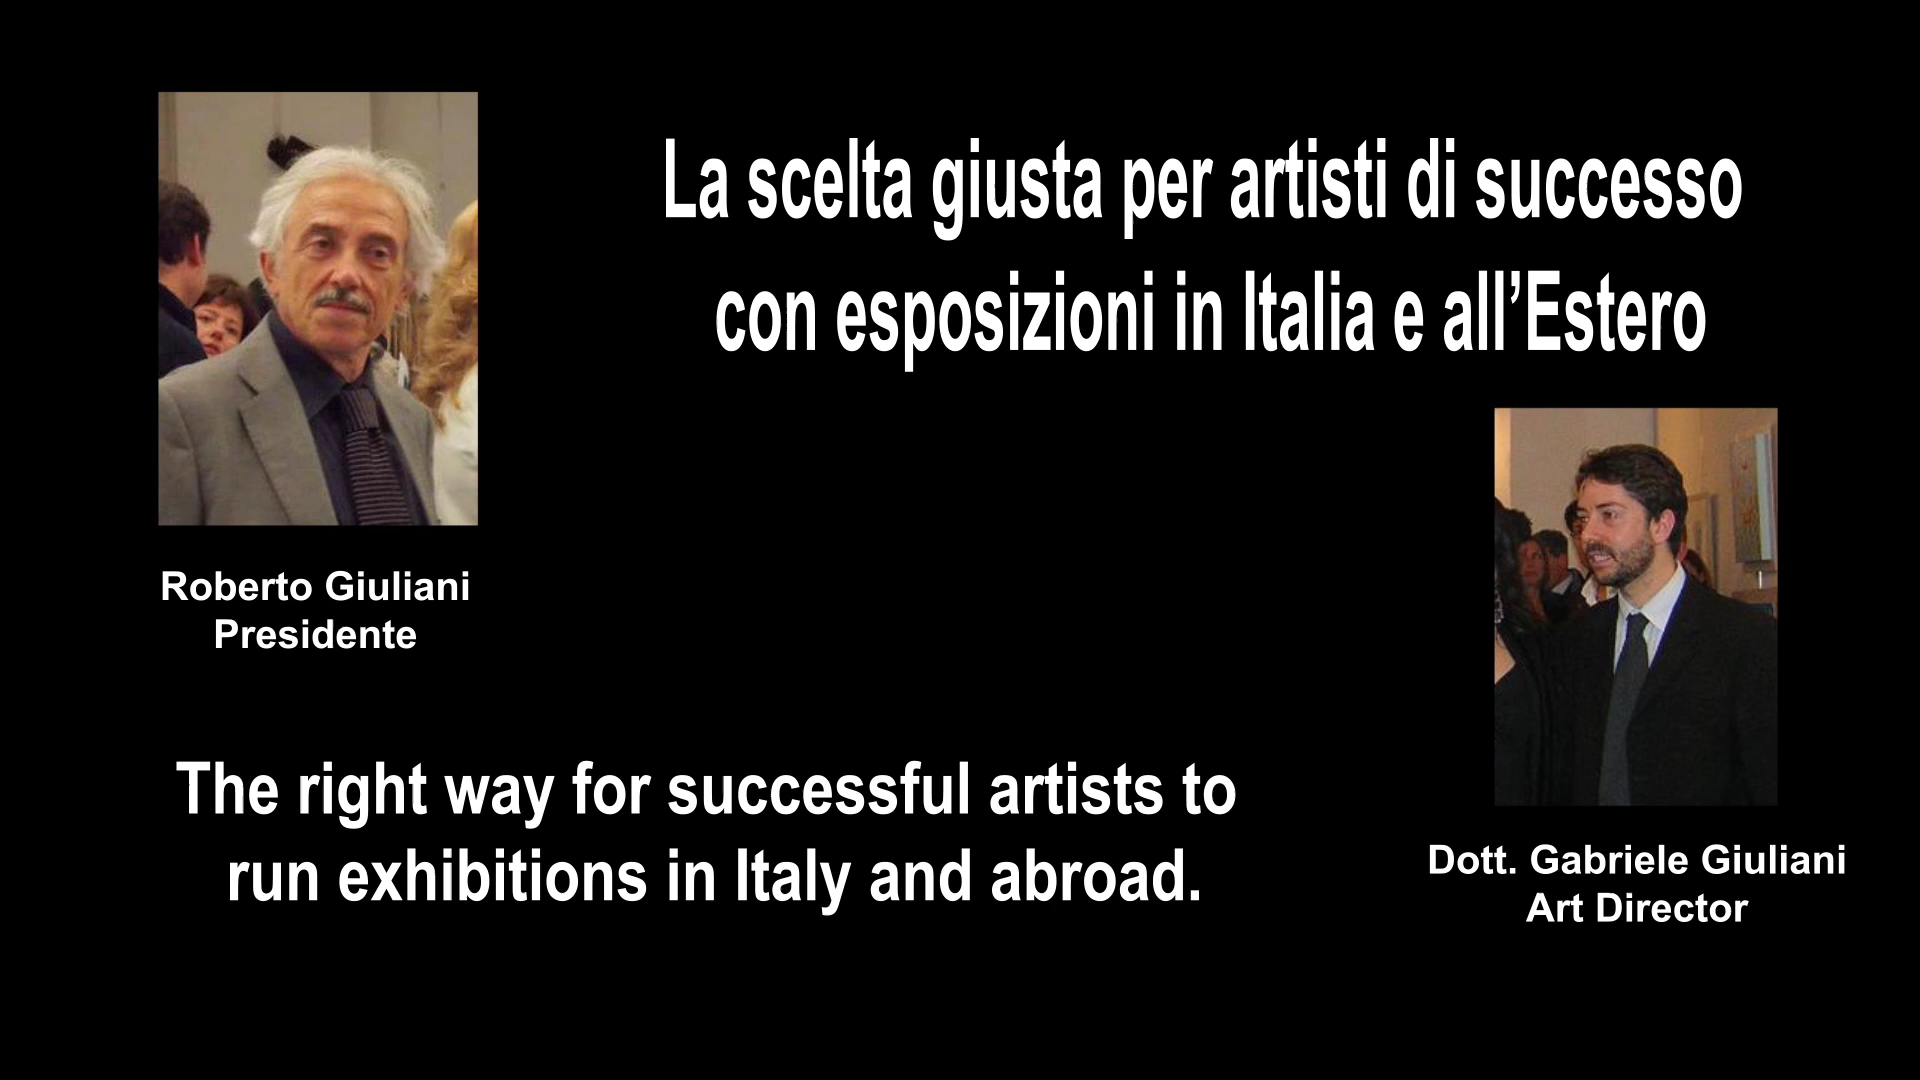 La scelta giusta per artisti di successo
con esposizioni in Italia e all’Estero
Roberto Giuliani
Presidente
The right way for successful artists to
run exhibitions in Italy and abroad.
Dott. Gabriele Giuliani
Art Director